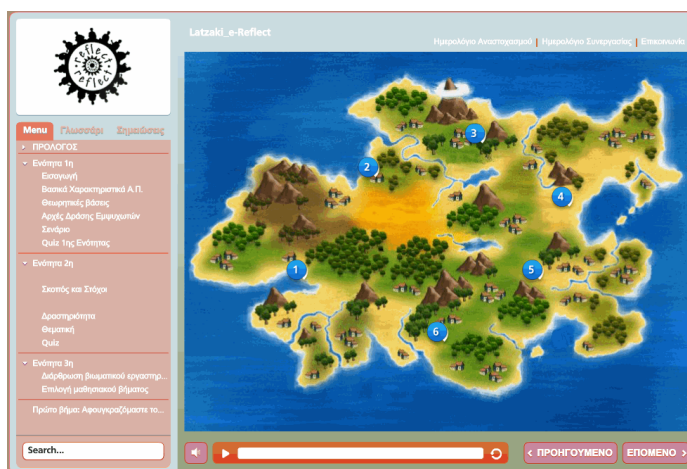 reflect reflect
Latzaki_e-Reflect
Ημερολόγιο Αναστοχασμού | Ημερολόγιο Συνεργασίας | Επικοινωνία
Menu Γλωσσάρι Σημειώσεις
ΠΡΟΛΟΓΟΣ
Ενότητα 1η
Εισαγωγή
Βασικά Χαρακτηριστικά Α.Π.
Θεωρητικές βάσεις
Αρχές Δράσης Εμψυχωτών
Σενάριο
Quiz 1ης Ενότητας
Ενότητα 2η
Σκοπός και Στόχοι
Δραστηριότητα
Θεματική
Quiz
Ενότητα 3η
Διάρθρωση βιωματικού εργαστηρ...
Επιλογή μαθησιακού βήματος
Πρώτο βήμα: Αφουγκραζόμαστε το...
Search...
3
2
4
1
5
6
< ΠΡΟΗΓΟΥΜΕΝΟ
ΕΠΟΜΕΝΟ >